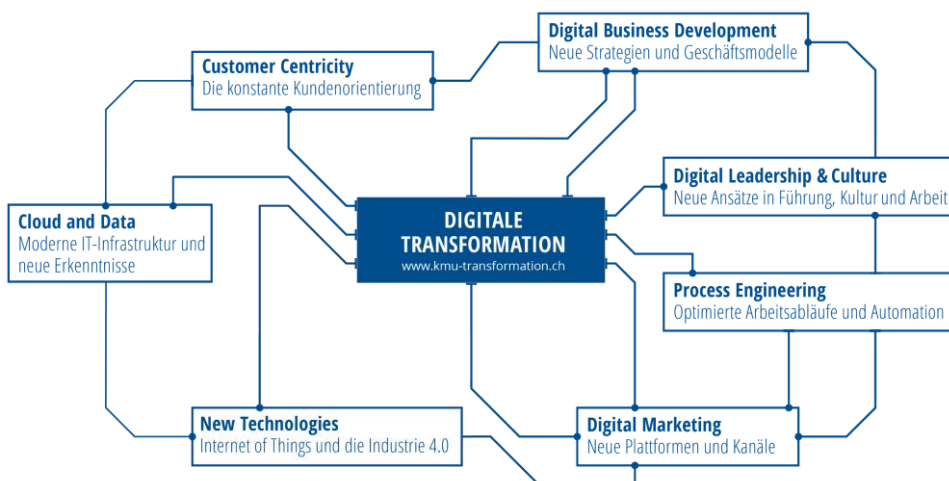 Digital Business Development
Neue Strategien und Geschäftsmodelle
Customer Centricity
Die konstante Kundenorientierung
Digital Leadership & Culture
Neue Ansätze in Führung, Kultur und Arbeit
Cloud and Data
Moderne IT-Infrastruktur und
neue Erkenntnisse
DIGITALE
TRANSFORMATION
www.kmu-transformation.ch
Process Engineering
Optimierte Arbeitsabläufe und Automation
New Technologies
Internet of Things und die Industrie 4.0
Digital Marketing
Neue Plattformen und Kanäle